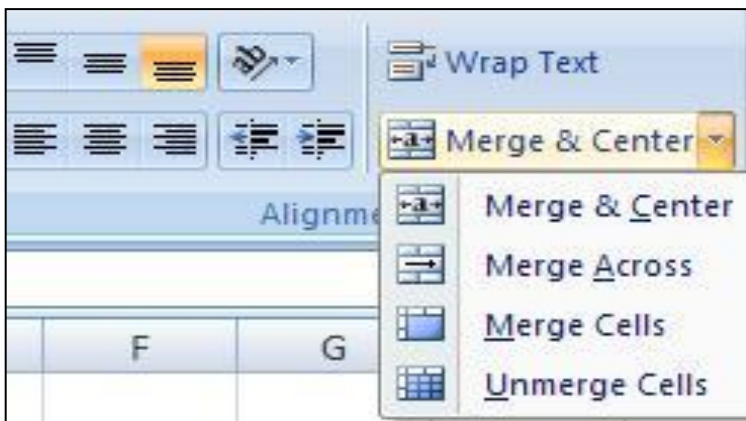 Wrap Text
Merge & Center
Alignme
Merge & Center
Merge Across
Merge Cells
Unmerge Cells
F G